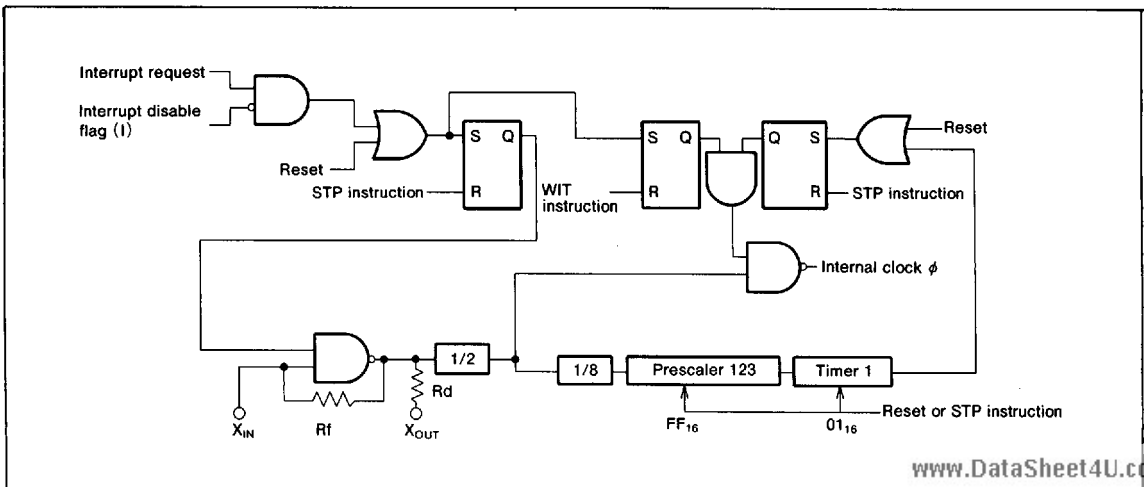 Interrupt request
Interrupt disable
flag (I)
Reset
STP instruction
S Q
R
WIT
instruction
S Q
R
Q S
R
Reset
STP instruction
Internal clock ϕ
1/2
1/8
Prescaler 123
Timer 1
Rd
Rf
XIN
XOUT
FF16
0116
Reset or STP instruction
www.DataSheet4U.co